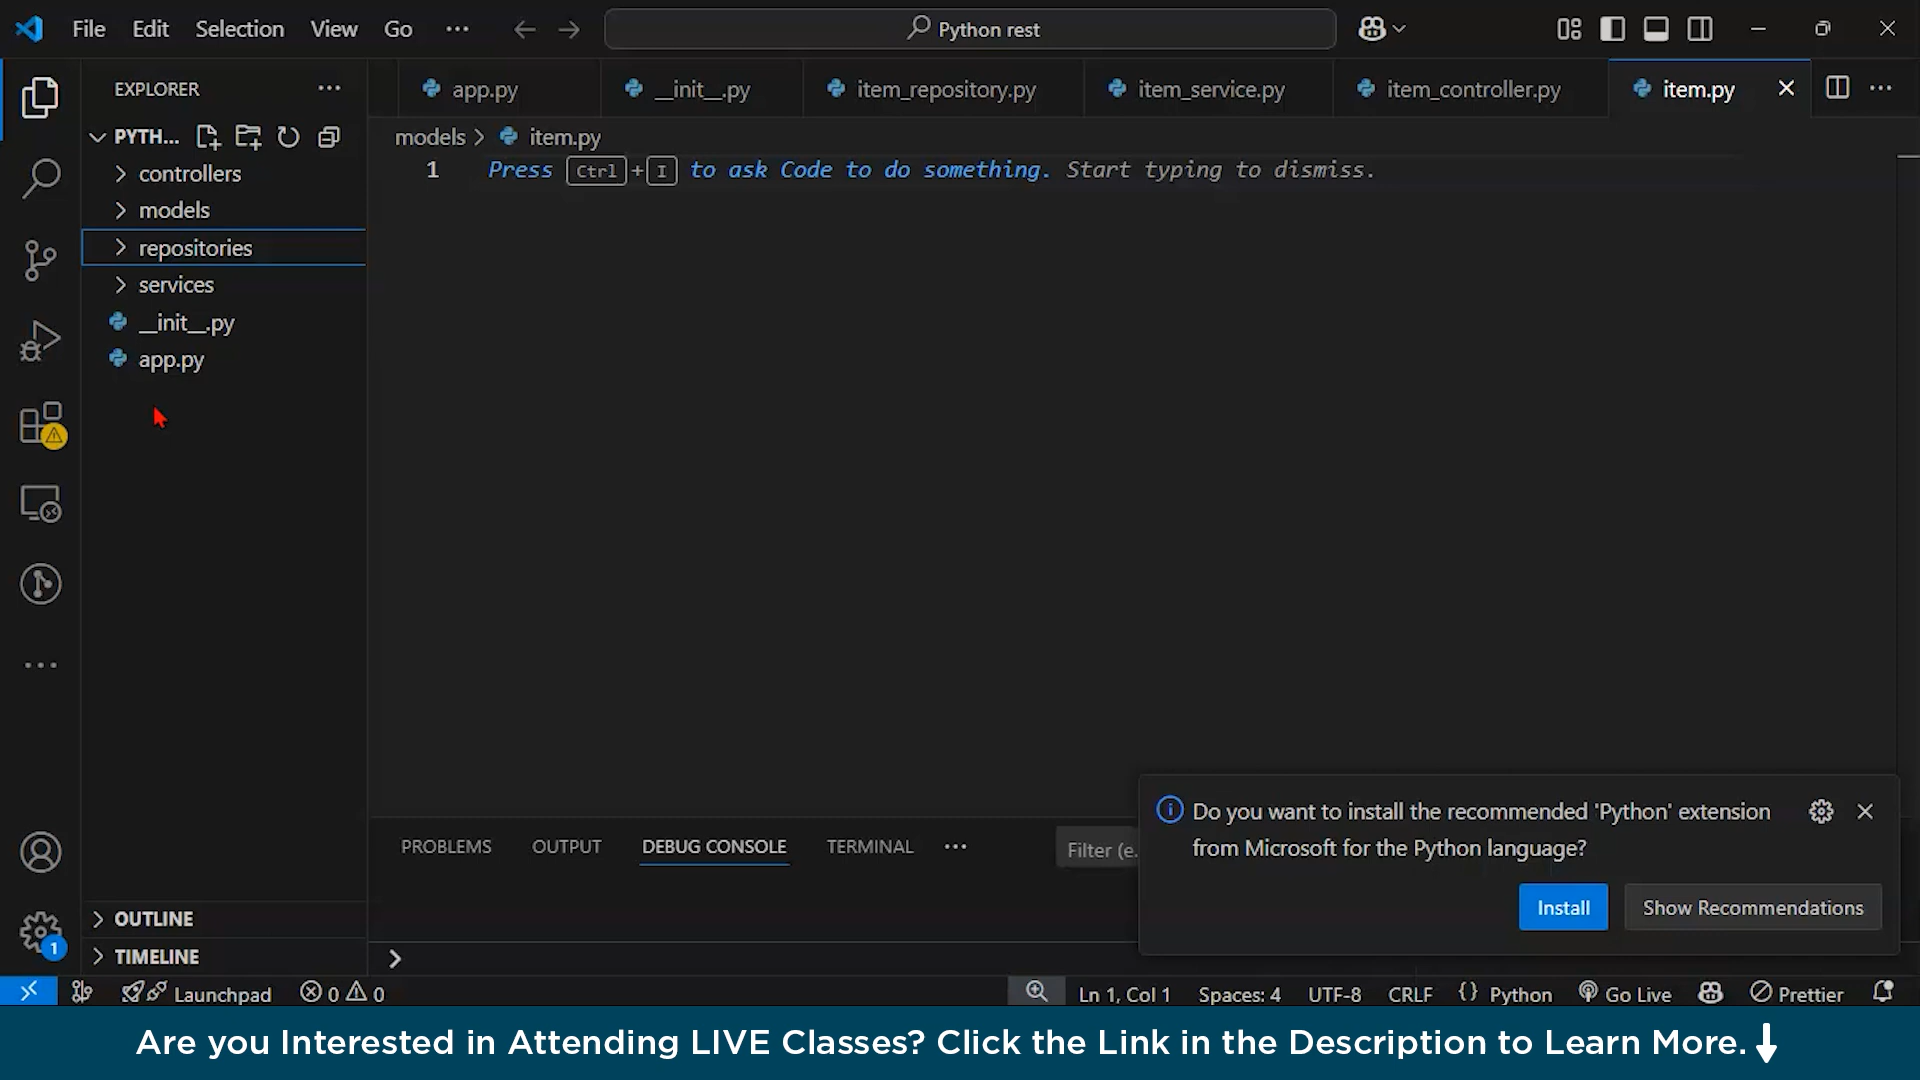 File Edit Selection View Go ··· Python rest
EXPLORER ···
app.py __init__.py item_repository.py item_service.py item_controller.py item.py ···
PYTH...
models > item.py
1 Press Ctrl + I to ask Code to do something. Start typing to dismiss.
controllers
models
repositories
services
__init__.py
app.py
Do you want to install the recommended 'Python' extension
from Microsoft for the Python language?
Install Show Recommendations
PROBLEMS OUTPUT DEBUG CONSOLE TERMINAL ··· Filter (e.
OUTLINE
TIMELINE
1
Launchpad 0 0 Ln 1, Col 1 Spaces: 4 UTF-8 CRLF {} Python Go Live Prettier
Are you Interested in Attending LIVE Classes? Click the Link in the Description to Learn More.